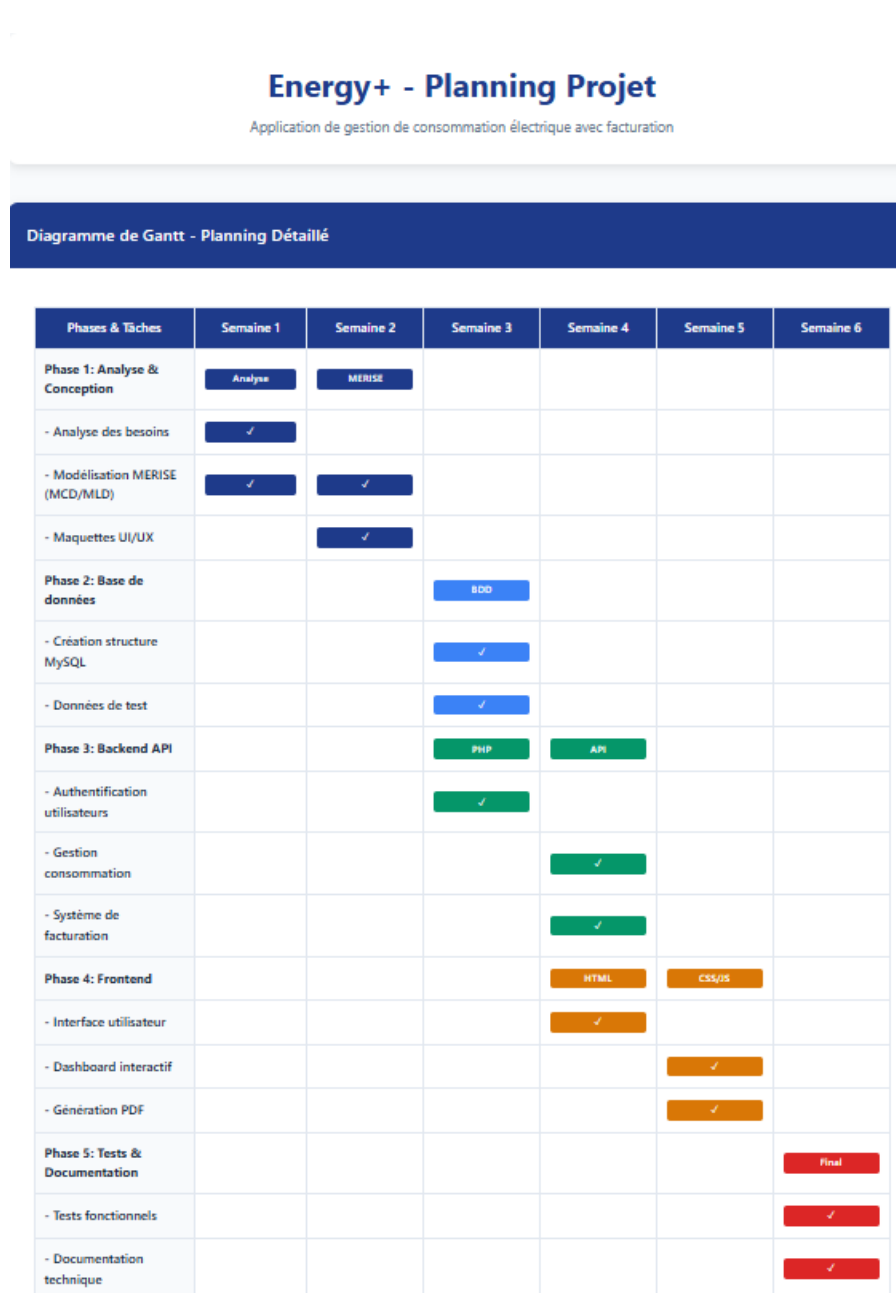 Energy+ - Planning Projet
Application de gestion de consommation électrique avec facturation
Diagramme de Gantt - Planning Détaillé
Phases & Tâches Semaine 1 Semaine 2 Semaine 3 Semaine 4 Semaine 5 Semaine 6
Phase 1: Analyse &
Conception
Analyse MERISE
- Analyse des besoins ✓
- Modélisation MERISE
(MCD/MLD)
✓ ✓
- Maquettes UI/UX ✓
Phase 2: Base de
données
BDD
- Création structure
MySQL
✓
- Données de test ✓
Phase 3: Backend API PHP API
- Authentification
utilisateurs
✓
- Gestion
consommation
✓
- Système de
facturation
✓
Phase 4: Frontend HTML CSS/JS
- Interface utilisateur ✓
- Dashboard interactif ✓
- Génération PDF ✓
Phase 5: Tests &
Documentation
Final
- Tests fonctionnels ✓
- Documentation
technique
✓